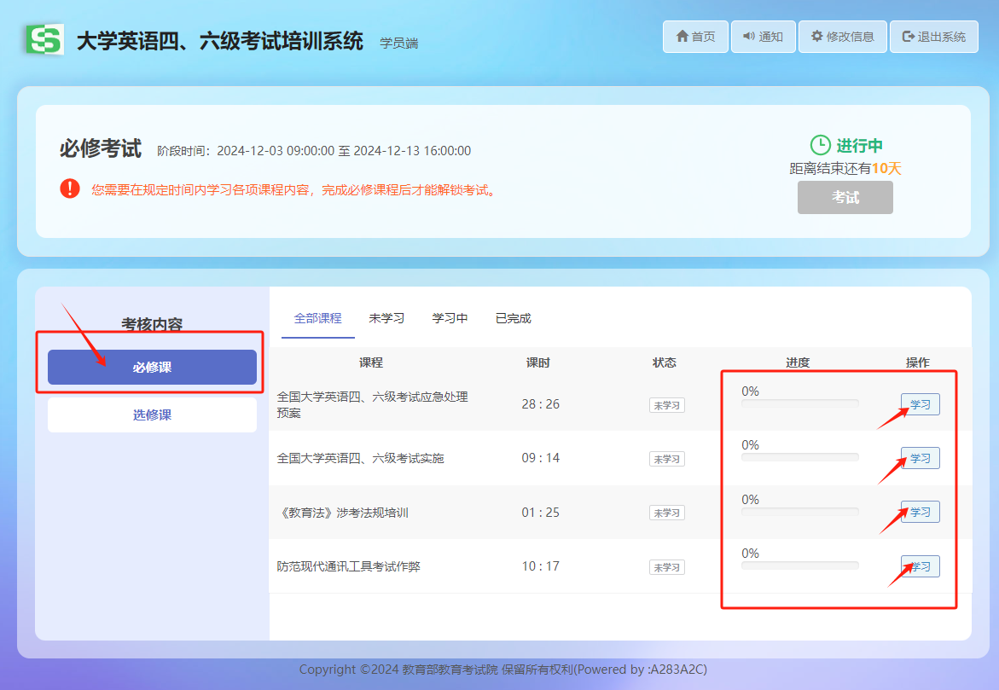 大学英语四、六级考试培训系统 学员端
首页 通知 修改信息 退出系统
必修考试 阶段时间：2024-12-03 09:00:00 至 2024-12-13 16:00:00
您需要在规定时间内学习各项课程内容，完成必修课程后才能解锁考试。
进行中
距离结束还有10天
考试
考核内容
必修课
选修课
全部课程 未学习 学习中 已完成
课程 课时 状态 进度 操作
全国大学英语四、六级考试应急处理
预案 28 : 26 未学习 0% 学习
全国大学英语四、六级考试实施 09 : 14 未学习 0% 学习
《教育法》涉考法规培训 01 : 25 未学习 0% 学习
防范现代通讯工具考试作弊 10 : 17 未学习 0% 学习
Copyright ©2024 教育部教育考试院 保留所有权利(Powered by :A283A2C)